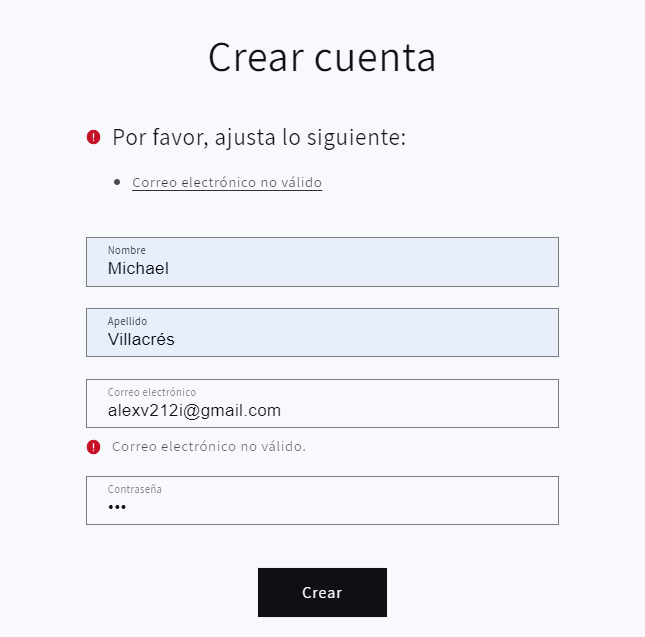 Crear cuenta
Por favor, ajusta lo siguiente:
Correo electrónico no válido
Nombre
Michael
Apellido
Villacrés
Correo electrónico
alexv212i@gmail.com
Correo electrónico no válido.
Contraseña
•••
Crear